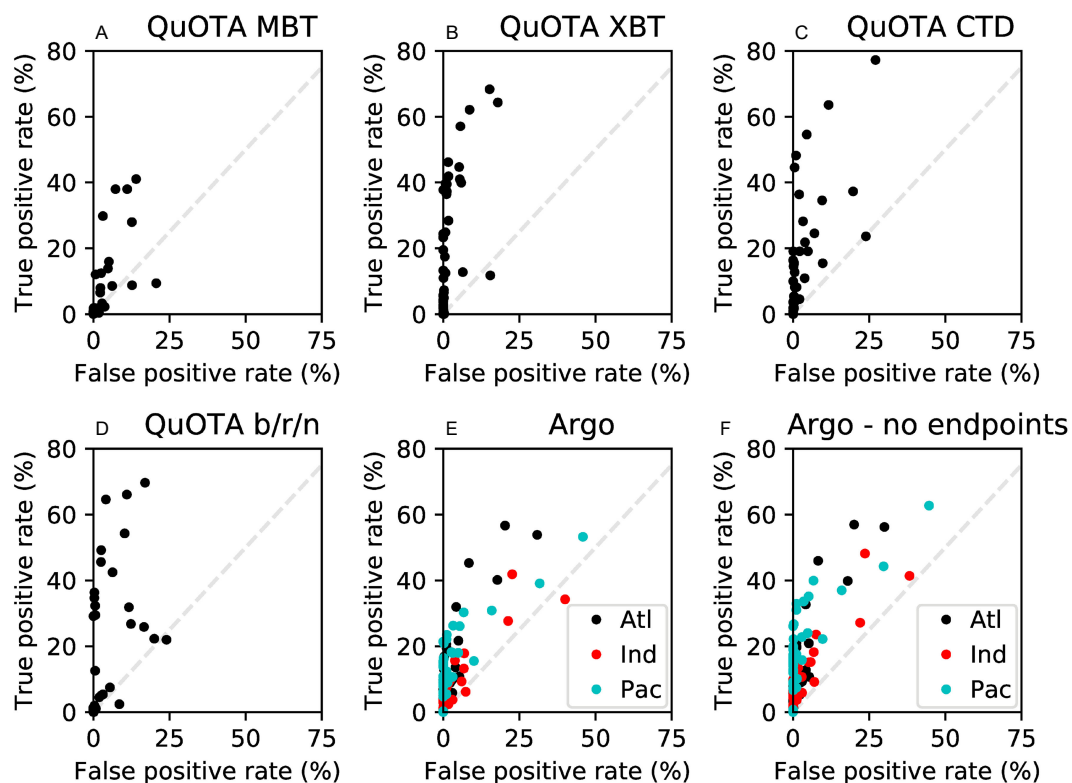 A QuOTA MBT
80
60
40
20
0
0 25 50 75
True positive rate (%)
False positive rate (%)
B QuOTA XBT
80
60
40
20
0
0 25 50 75
True positive rate (%)
False positive rate (%)
C QuOTA CTD
80
60
40
20
0
0 25 50 75
True positive rate (%)
False positive rate (%)
D QuOTA b/r/n
80
60
40
20
0
0 25 50 75
True positive rate (%)
False positive rate (%)
E Argo
80
60
40
20
0
0 25 50 75
True positive rate (%)
False positive rate (%)
Atl
Ind
Pac
F Argo - no endpoints
80
60
40
20
0
0 25 50 75
True positive rate (%)
False positive rate (%)
Atl
Ind
Pac